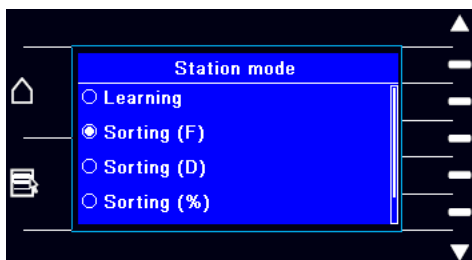 Station mode
Learning
Sorting (F)
Sorting (D)
Sorting (%)